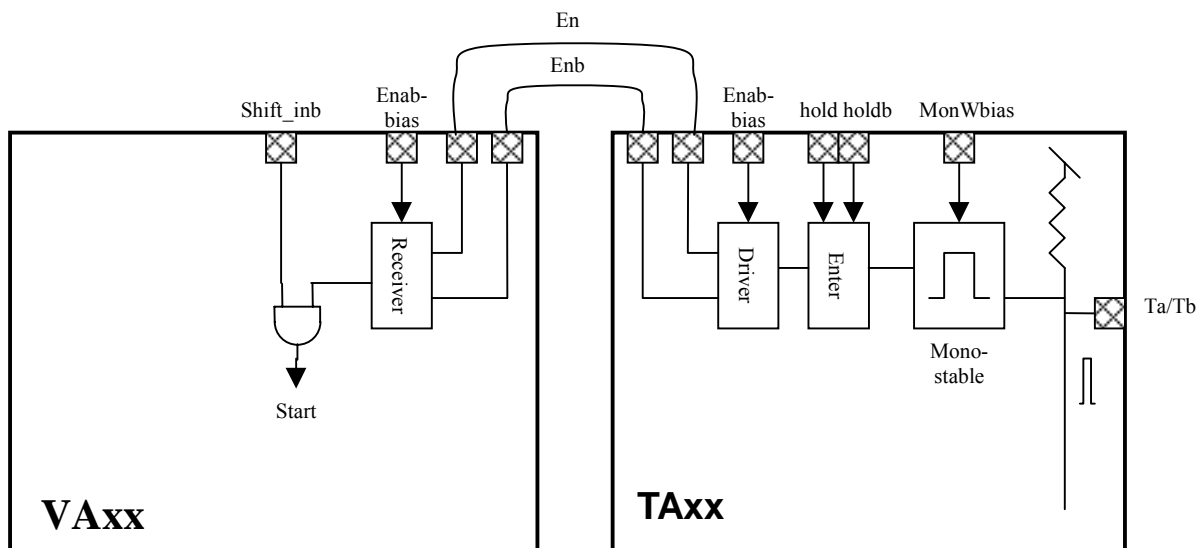 En
Enb
Shift_inb
Enab-
bias
Enab-
bias
hold holdb
MonWbias
Receiver
Driver
Enter
Ta/Tb
Mono-
stable
Start
VAxx
TAxx